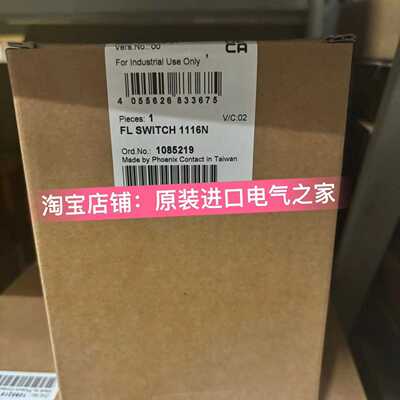 Vers.No.: 00
CA
For Industrial Use Only
4 055626 833675
Pieces: 1
V/C:02
FL SWITCH 1116N
Ord.No.: 1085219
Made by Phoenix Contact in Taiwan
淘宝店铺：原装进口电气之家
1085219